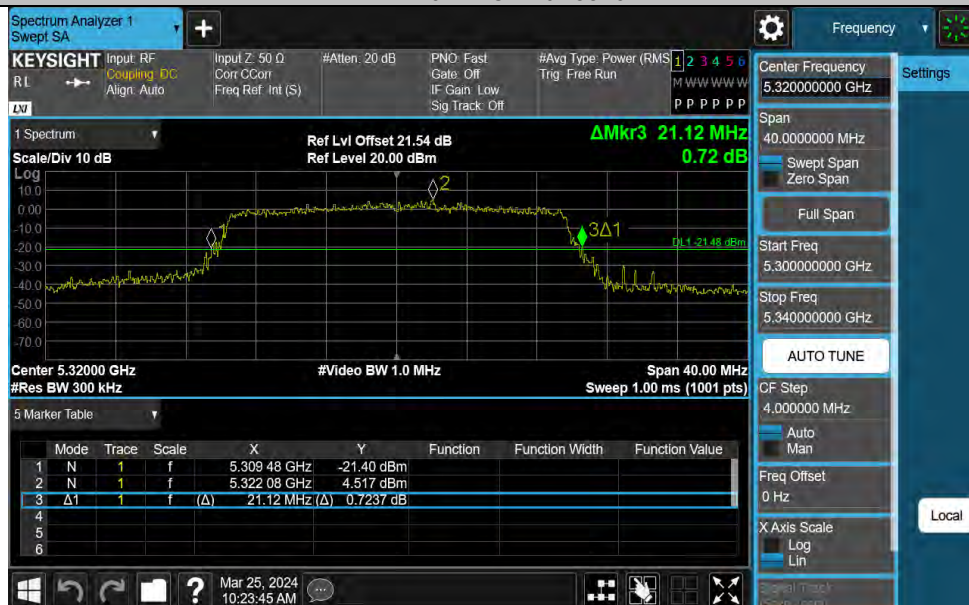 Spectrum Analyzer 1
Swept SA
+
Frequency
KEYSIGHT
RL
LXI
Input: RF
Coupling: DC
Align: Auto
Input Z: 50 Ω
Corr CCorr
Freq Ref: Int (S)
#Atten: 20 dB
PNO: Fast
Gate: Off
IF Gain: Low
Sig Track: Off
#Avg Type: Power (RMS
Trig: Free Run
1 2 3 4 5 6
M W W W W W
P P P P P P
1 Spectrum
Scale/Div 10 dB
Ref Lvl Offset 21.54 dB
Ref Level 20.00 dBm
ΔMkr3 21.12 MHz
0.72 dB
Log
10.0
0.00
-10.0
-20.0
-30.0
-40.0
-50.0
-60.0
-70.0
1
2
3Δ1
DL1 -21.48 dBm
Center 5.32000 GHz
#Video BW 1.0 MHz
Span 40.00 MHz
#Res BW 300 kHz
Sweep 1.00 ms (1001 pts)
5 Marker Table
Mode Trace Scale X Y Function Function Width Function Value
1 N 1 f 5.309 48 GHz -21.40 dBm
2 N 1 f 5.322 08 GHz 4.517 dBm
3 Δ1 1 f (Δ) 21.12 MHz (Δ) 0.7237 dB
4
5
6
?
Mar 25, 2024
10:23:45 AM
Center Frequency
5.320000000 GHz
Settings
Span
40.0000000 MHz
Swept Span
Zero Span
Full Span
Start Freq
5.300000000 GHz
Stop Freq
5.340000000 GHz
AUTO TUNE
CF Step
4.000000 MHz
Auto
Man
Freq Offset
0 Hz
X Axis Scale
Log
Lin
Local
Signal Track